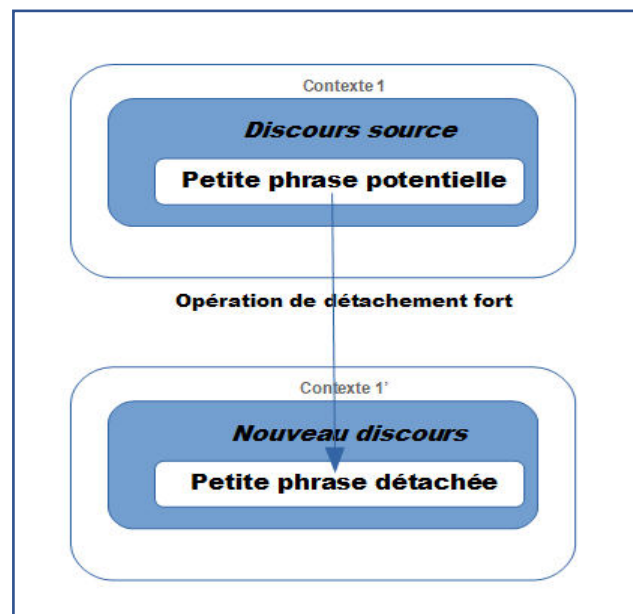 Contexte 1
Discours source
Petite phrase potentielle
Opération de détachement fort
Contexte 1'
Nouveau discours
Petite phrase détachée